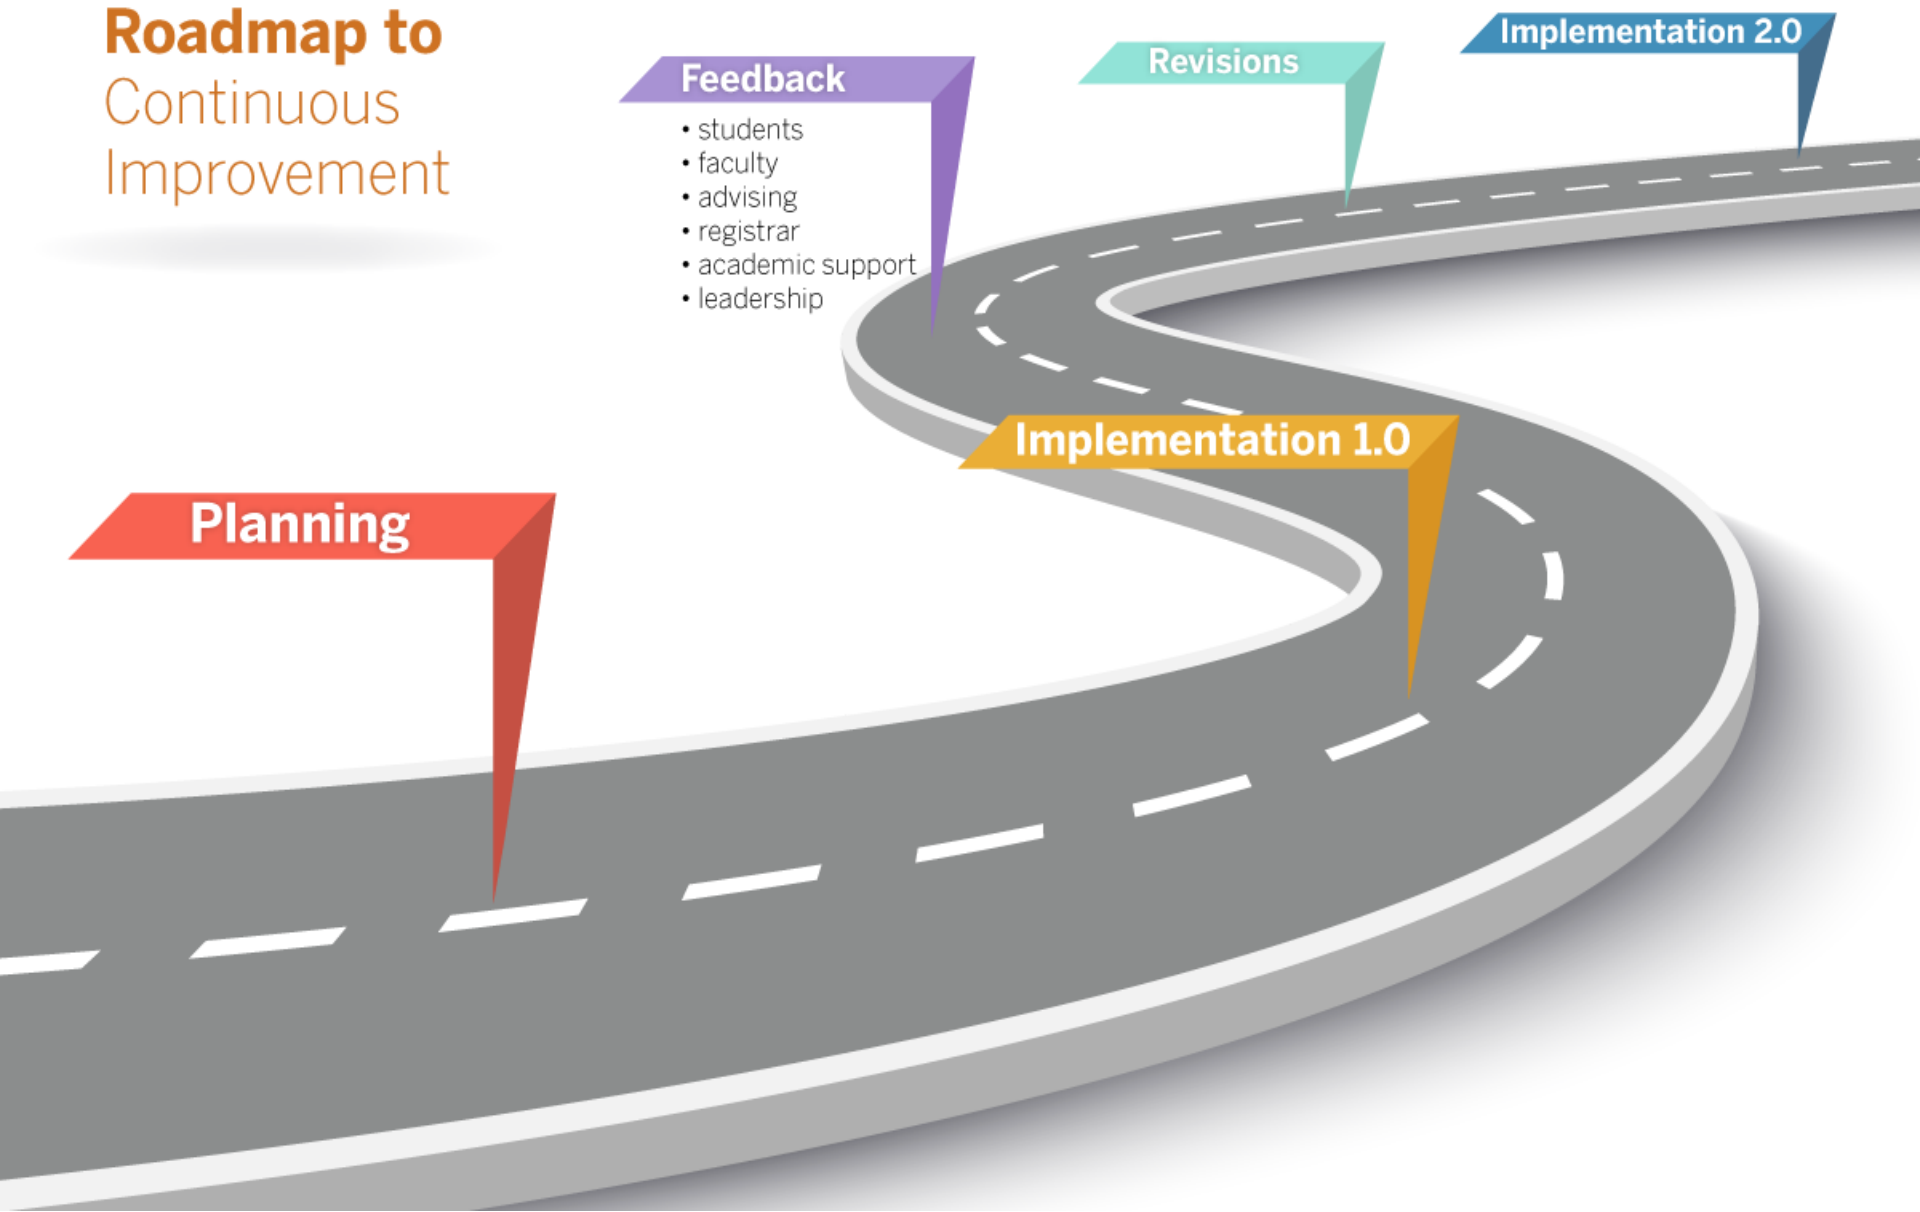 Roadmap to
Continuous
Improvement
Feedback
• students
• faculty
• advising
• registrar
• academic support
• leadership
Revisions
Implementation 2.0
Implementation 1.0
Planning